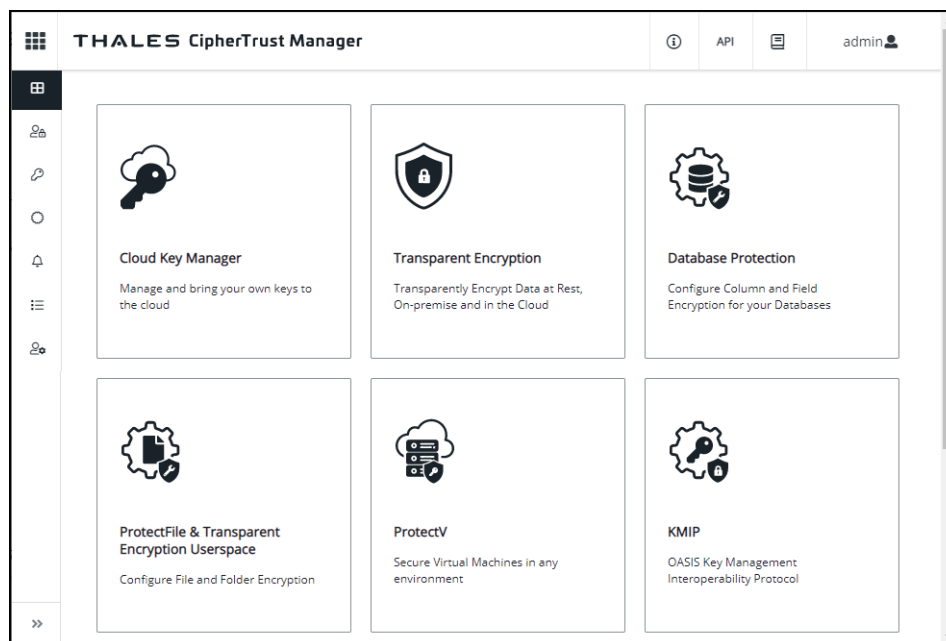 THALES CipherTrust Manager
API
admin
Cloud Key Manager
Manage and bring your own keys to
the cloud
Transparent Encryption
Transparently Encrypt Data at Rest,
On-premise and in the Cloud
Database Protection
Configure Column and Field
Encryption for your Databases
ProtectFile & Transparent
Encryption Userspace
Configure File and Folder Encryption
ProtectV
Secure Virtual Machines in any
environment
KMIP
OASIS Key Management
Interoperability Protocol